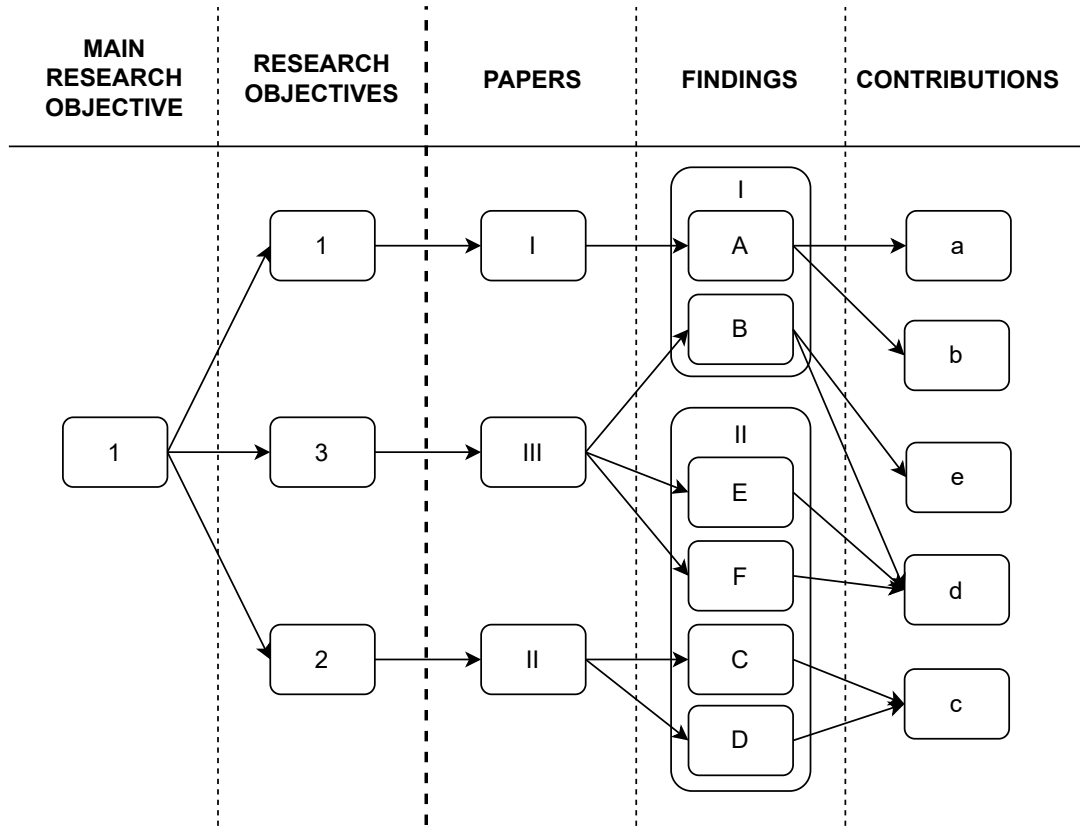 MAIN
RESEARCH
OBJECTIVE
RESEARCH
OBJECTIVES
PAPERS
FINDINGS
CONTRIBUTIONS
I
1
I
A
a
B
b
1
3
III
II
E
e
F
d
2
II
C
c
D